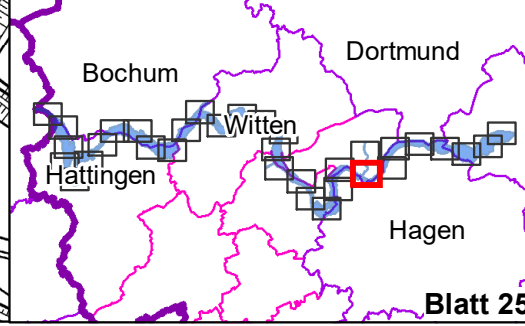 Dortmund
Bochum
Witten
Hattingen
Hagen
Blatt 25